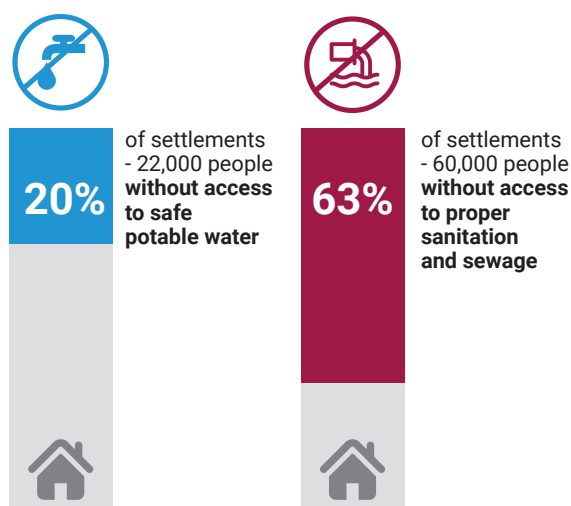 20%
of settlements
- 22,000 people
without access
to safe
potable water
63%
of settlements
- 60,000 people
without access
to proper
sanitation
and sewage